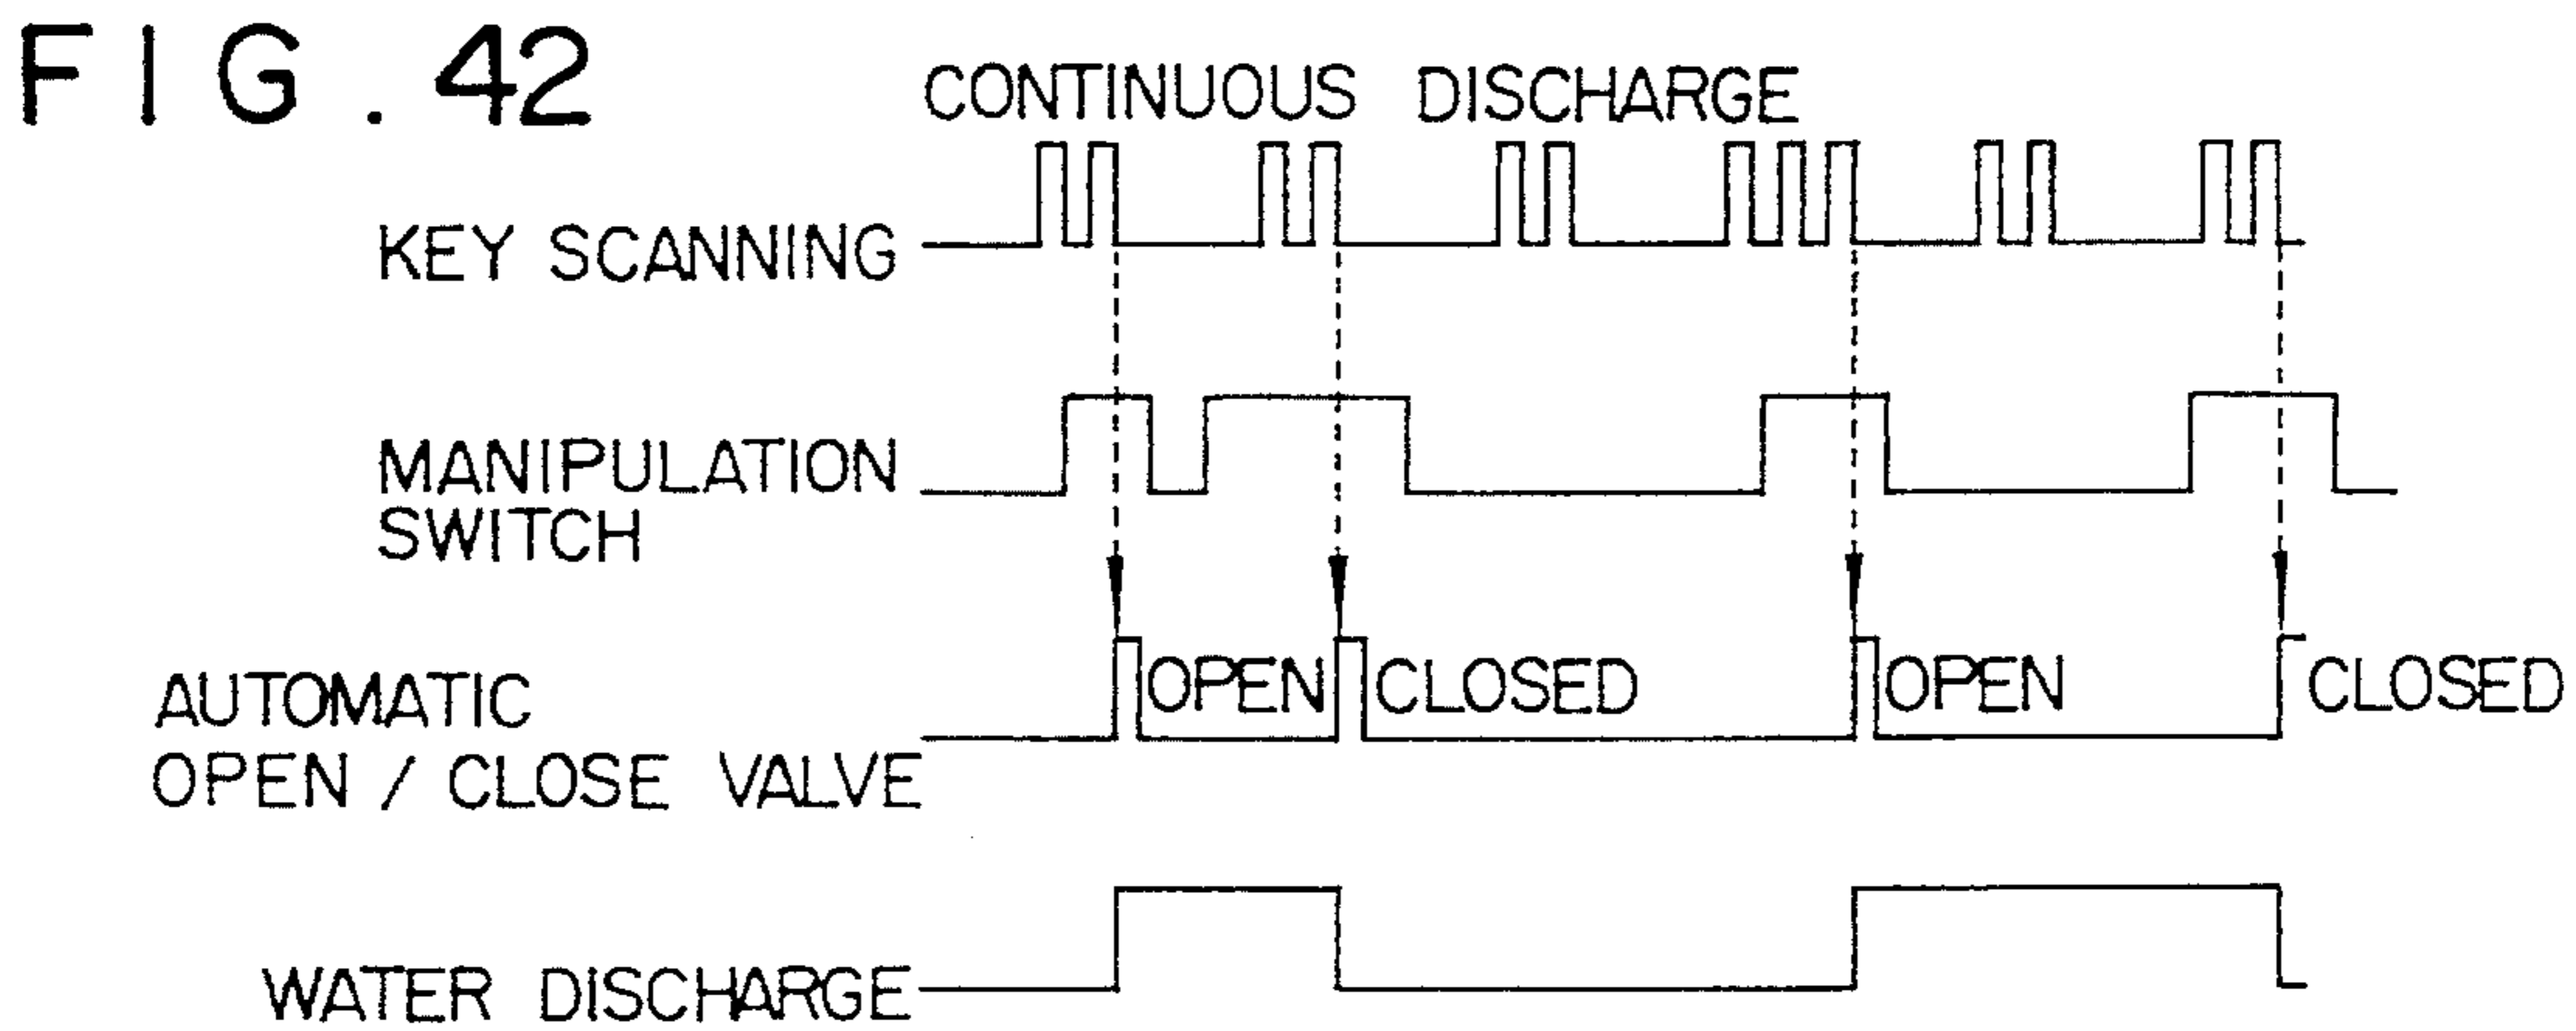 FIG.42
CONTINUOUS DISCHARGE
KEY SCANNING
MANIPULATION
SWITCH
OPEN CLOSED OPEN CLOSED
AUTOMATIC
OPEN / CLOSE VALVE
WATER DISCHARGE